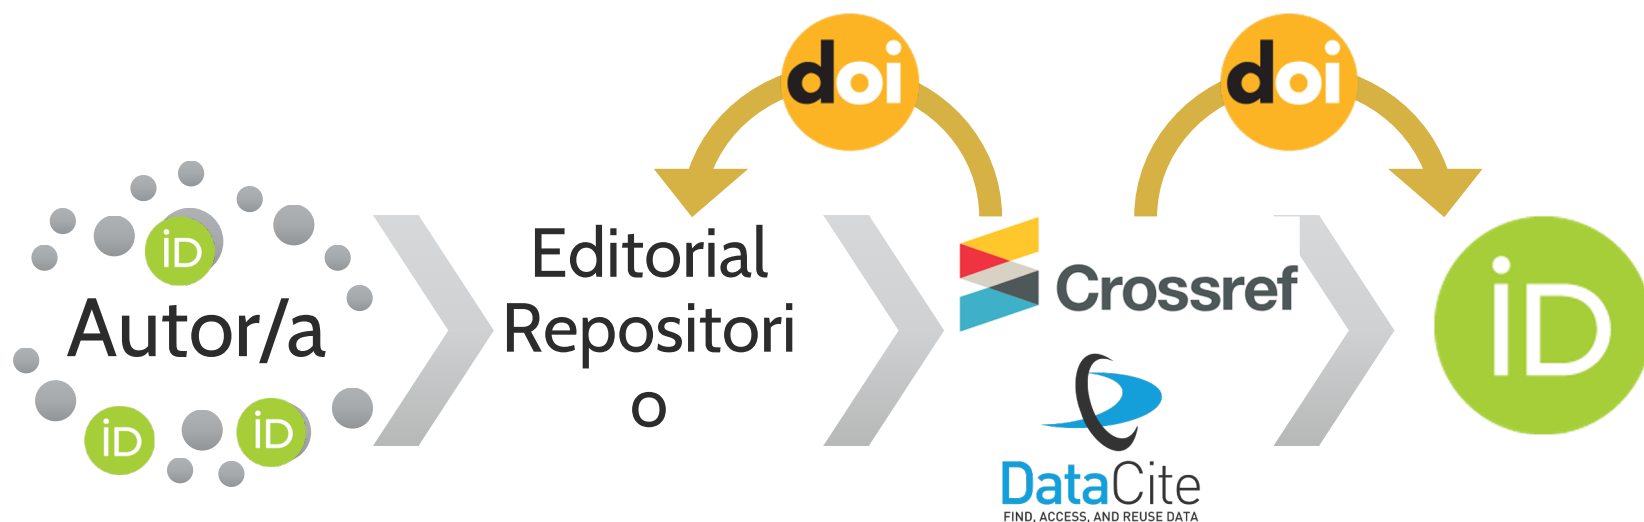 doi
doi
iD
Autor/a
iD
iD
Editorial
Repositori
o
Crossref
DataCite
FIND, ACCESS, AND REUSE DATA
iD